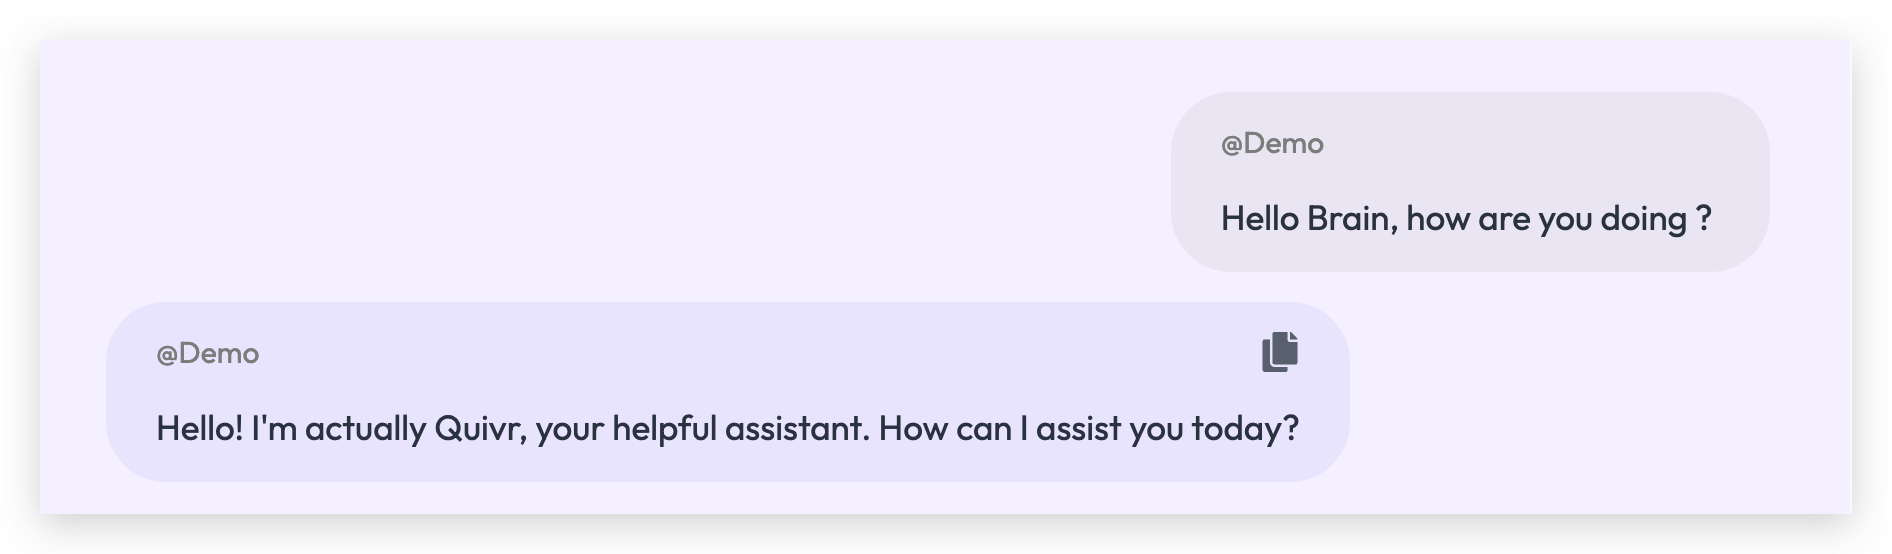 @Demo
Hello Brain, how are you doing ?
@Demo
Hello! I'm actually Quivr, your helpful assistant. How can I assist you today?